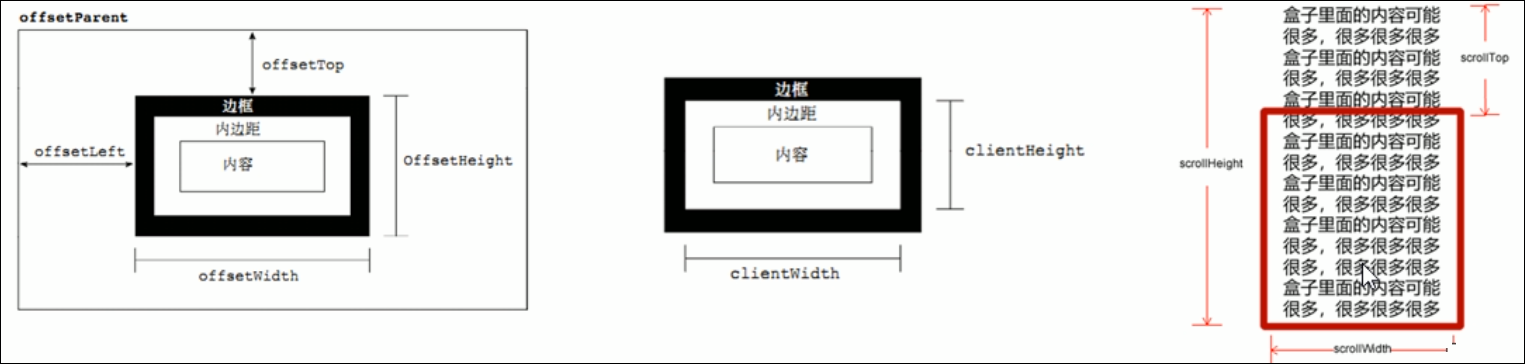 offsetParent
offsetTop
边框
内边距
offsetLeft
内容
OffsetHeight
offsetWidth
边框
内边距
内容
clientHeight
clientWidth
盒子里面的内容可能
很多，很多很多很多
盒子里面的内容可能
很多，很多很多很多
盒子里面的内容可能
很多，很多很多很多
盒子里面的内容可能
很多，很多很多很多
盒子里面的内容可能
很多，很多很多很多
盒子里面的内容可能
很多，很多很多很多
很多，很多很多很多
盒子里面的内容可能
很多，很多很多很多
scrollTop
scrollHeight
scrollWidth